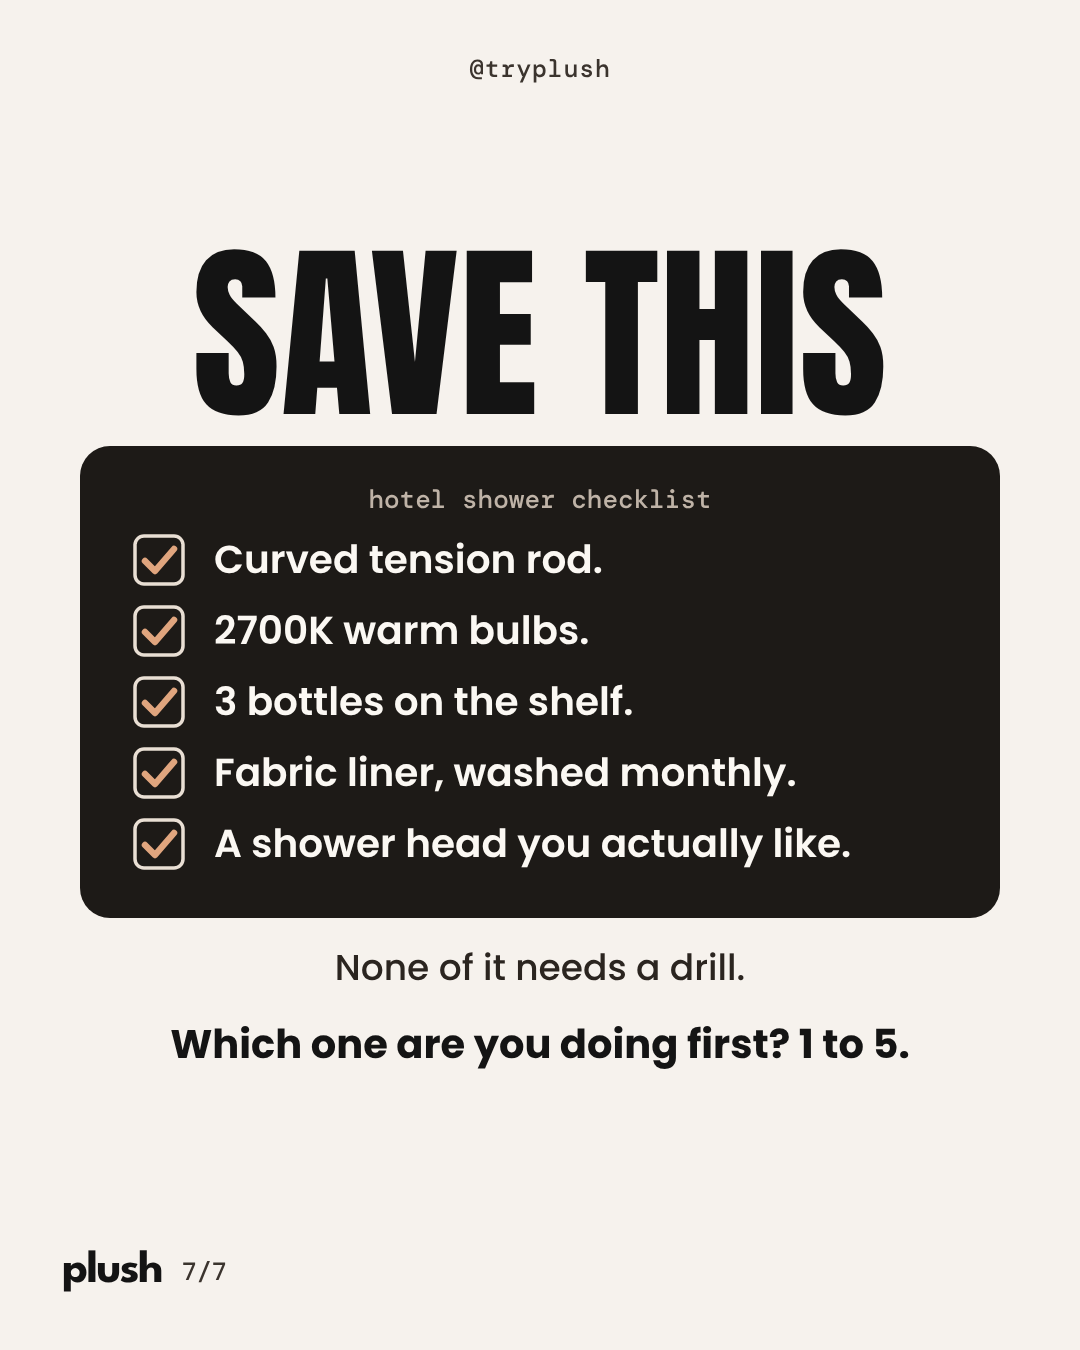 @tryplush
SAVE THIS
hotel shower checklist
Curved tension rod.
2700K warm bulbs.
3 bottles on the shelf.
Fabric liner, washed monthly.
A shower head you actually like.
None of it needs a drill.
Which one are you doing first? 1 to 5.
plush 7/7